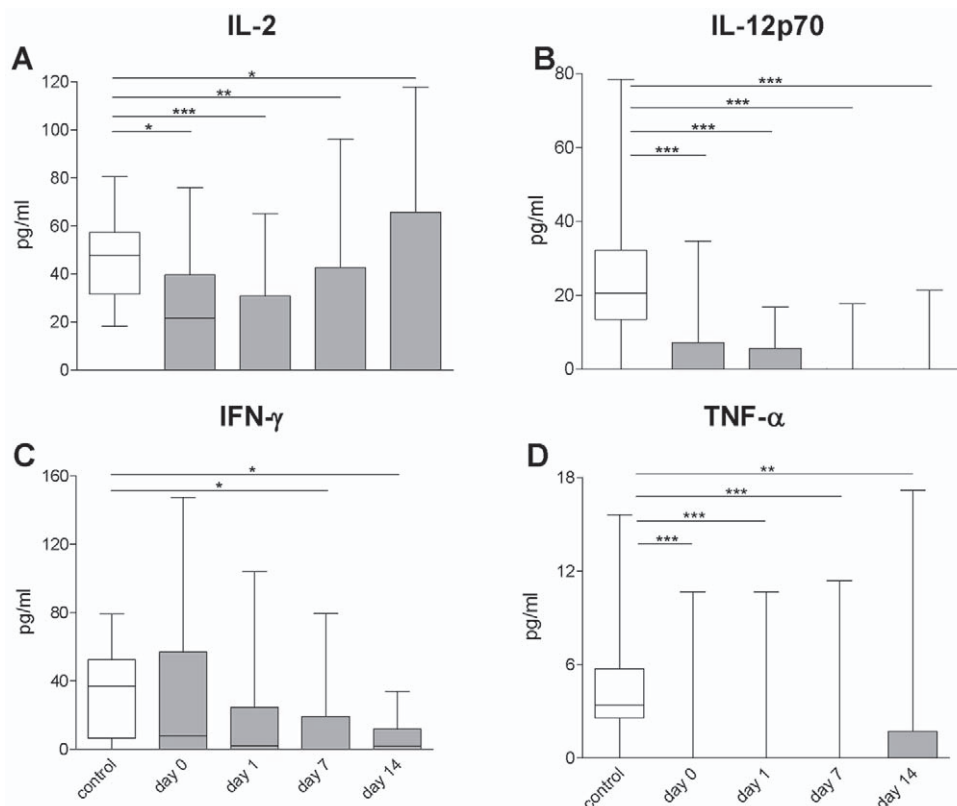 IL-2
A
*
**
***
*
120
100
80
60
40
20
0
pg/ml
IL-12p70
B
***
***
***
***
80
60
40
20
0
pg/ml
IFN-γ
C
*
*
160
120
80
40
0
pg/ml
control
day 0
day 1
day 7
day 14
TNF-α
D
**
***
***
***
18
12
6
0
pg/ml
control
day 0
day 1
day 7
day 14